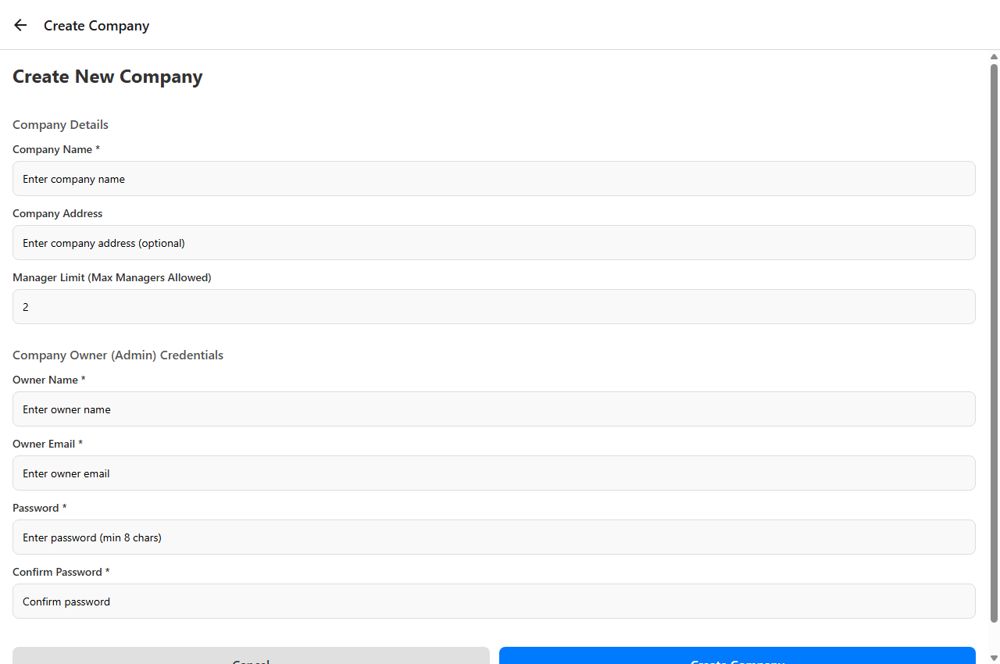 Create Company
Create New Company
Company Details
Company Name *
Enter company name
Company Address
Enter company address (optional)
Manager Limit (Max Managers Allowed)
2
Company Owner (Admin) Credentials
Owner Name *
Enter owner name
Owner Email *
Enter owner email
Password *
Enter password (min 8 chars)
Confirm Password *
Confirm password
Cancel
Create Company